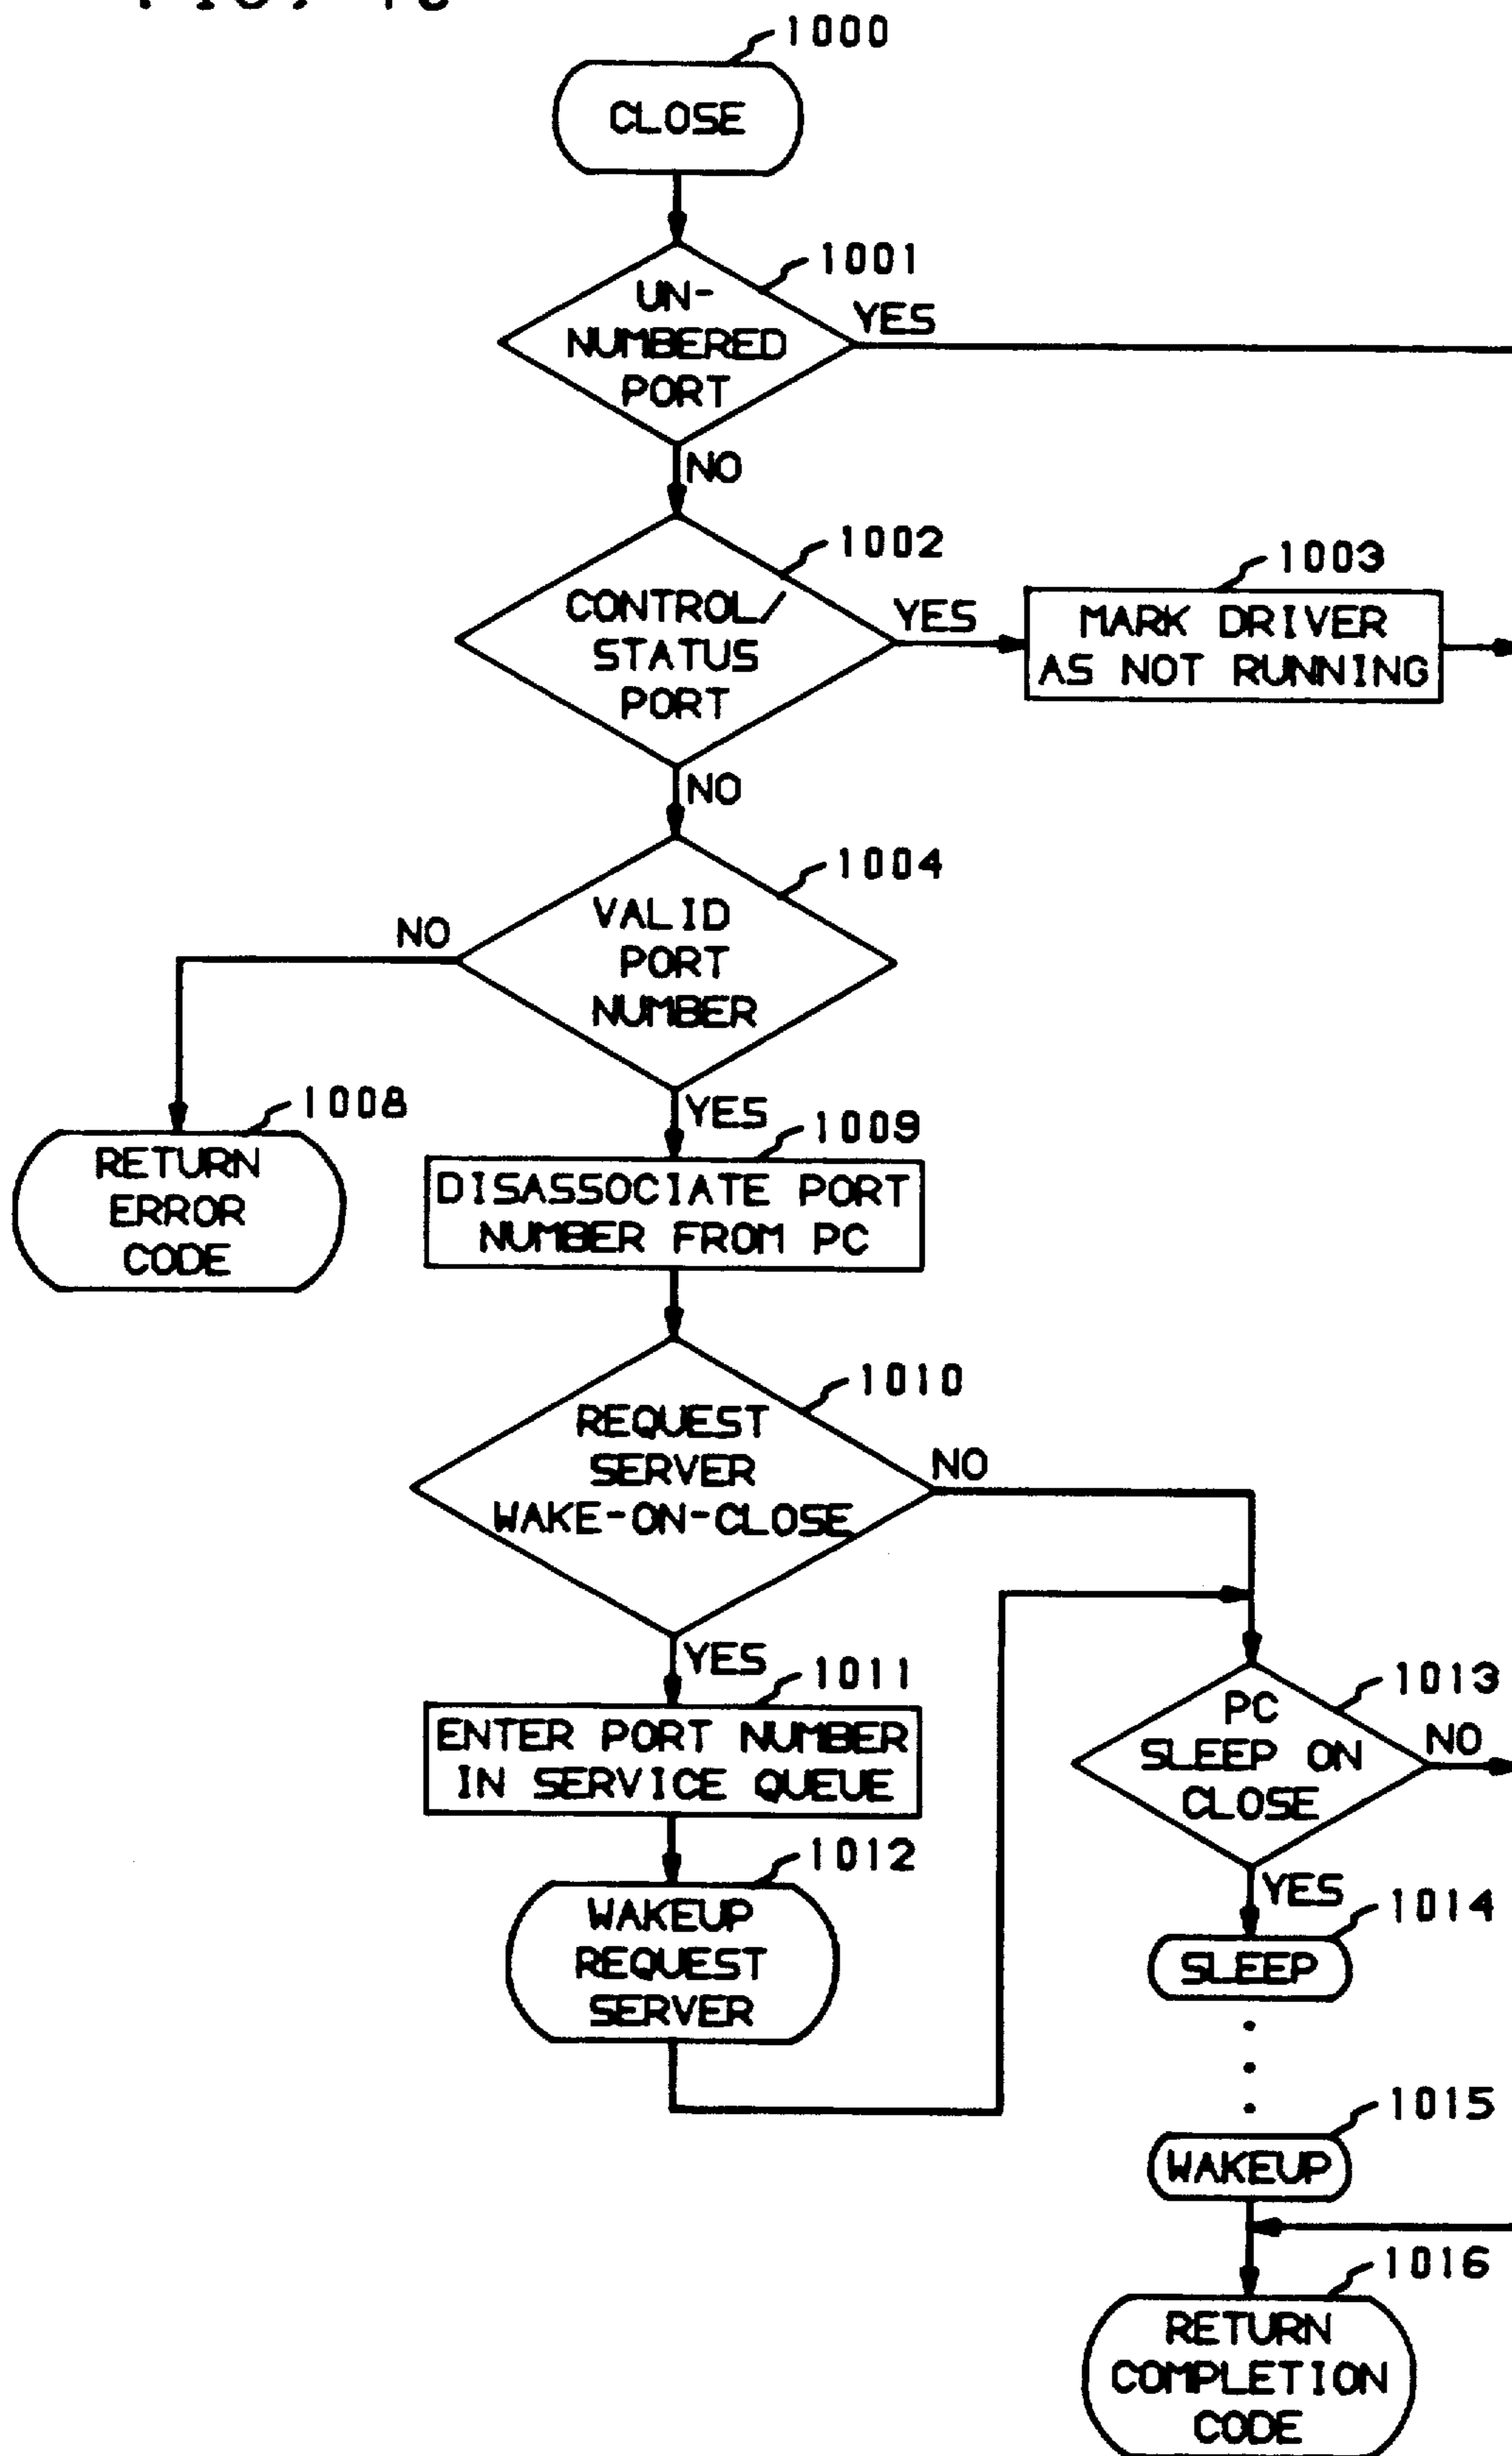 1000
CLOSE
1001
UN-
NUMBERED
PORT
YES
NO
1002
CONTROL/
STATUS
PORT
YES
1003
MARK DRIVER
AS NOT RUNNING
NO
1004
VALID
PORT
NUMBER
NO
1008
RETURN
ERROR
CODE
YES
1009
DISASSOCIATE PORT
NUMBER FROM PC
1010
REQUEST
SERVER
WAKE-ON-CLOSE
NO
YES
1011
ENTER PORT NUMBER
IN SERVICE QUEUE
1012
WAKEUP
REQUEST
SERVER
1013
PC
SLEEP ON
CLOSE
NO
YES
1014
SLEEP
1015
WAKEUP
1016
RETURN
COMPLETION
CODE